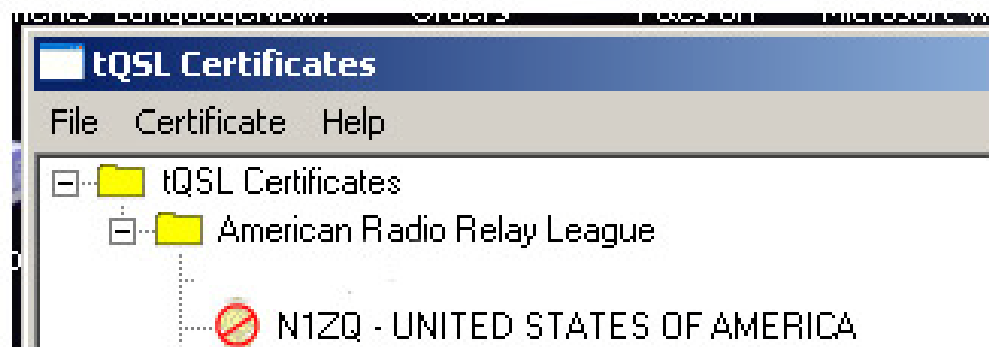 tQSL Certificates
File Certificate Help
tQSL Certificates
American Radio Relay League
N1ZQ - UNITED STATES OF AMERICA